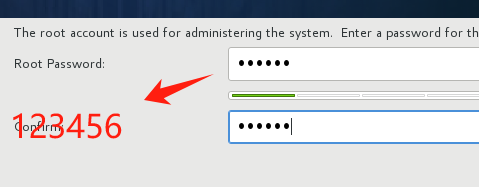 The root account is used for administering the system.  Enter a password for th
Root Password:
••••••
Confirm:
123456
••••••